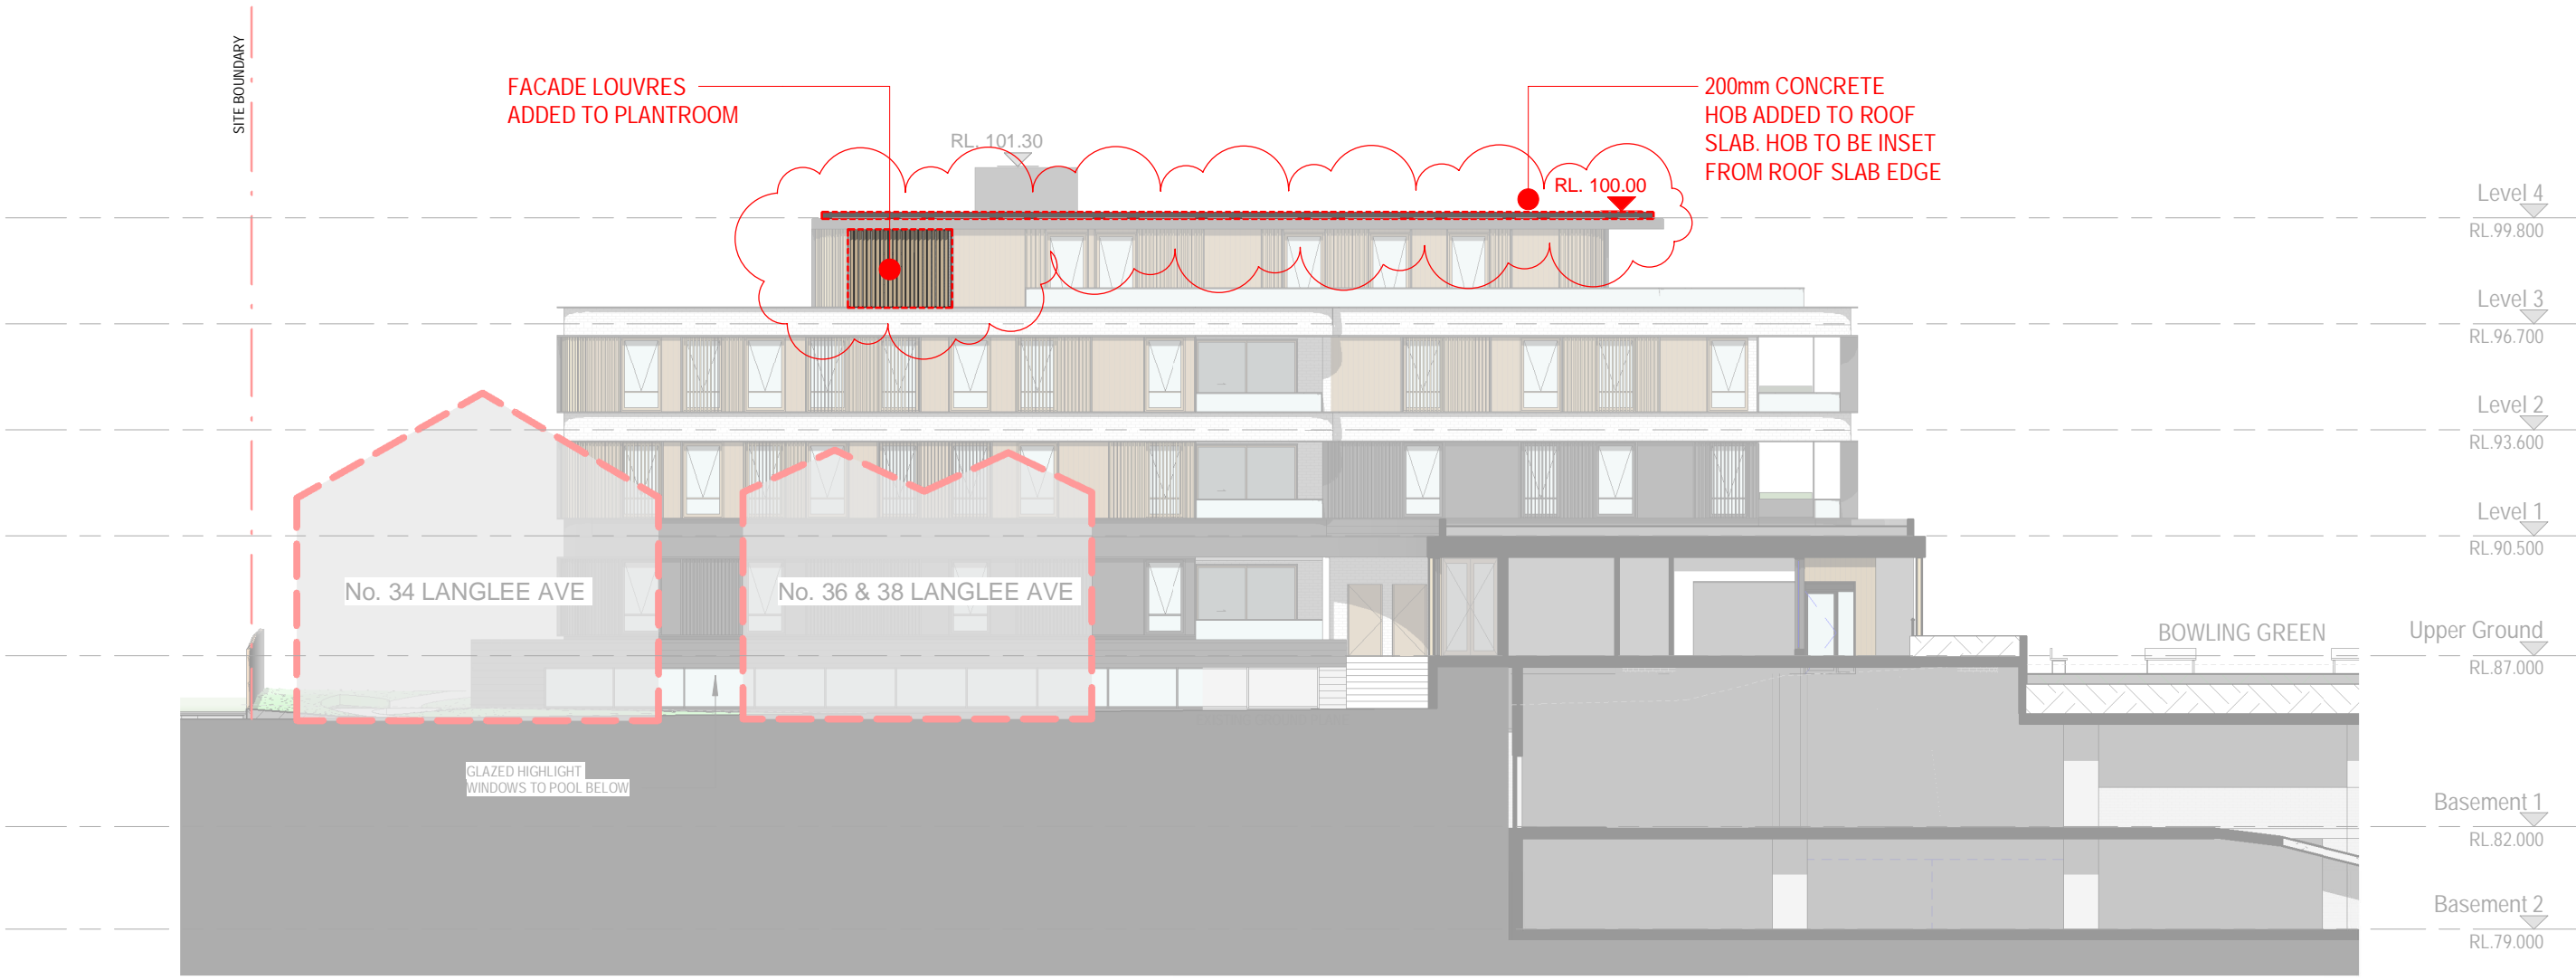 SITE BOUNDARY
FACADE LOUVRES
ADDED TO PLANTROOM
RL. 101.30
200mm CONCRETE
HOB ADDED TO ROOF
SLAB. HOB TO BE INSET
FROM ROOF SLAB EDGE
RL. 100.00
Level 4
RL.99.800
Level 3
RL.96.700
Level 2
RL.93.600
Level 1
RL.90.500
No. 34 LANGLEE AVE
No. 36 & 38 LANGLEE AVE
BOWLING GREEN
Upper Ground
RL.87.000
GLAZED HIGHLIGHT
WINDOWS TO POOL BELOW
Basement 1
RL.82.000
Basement 2
RL.79.000